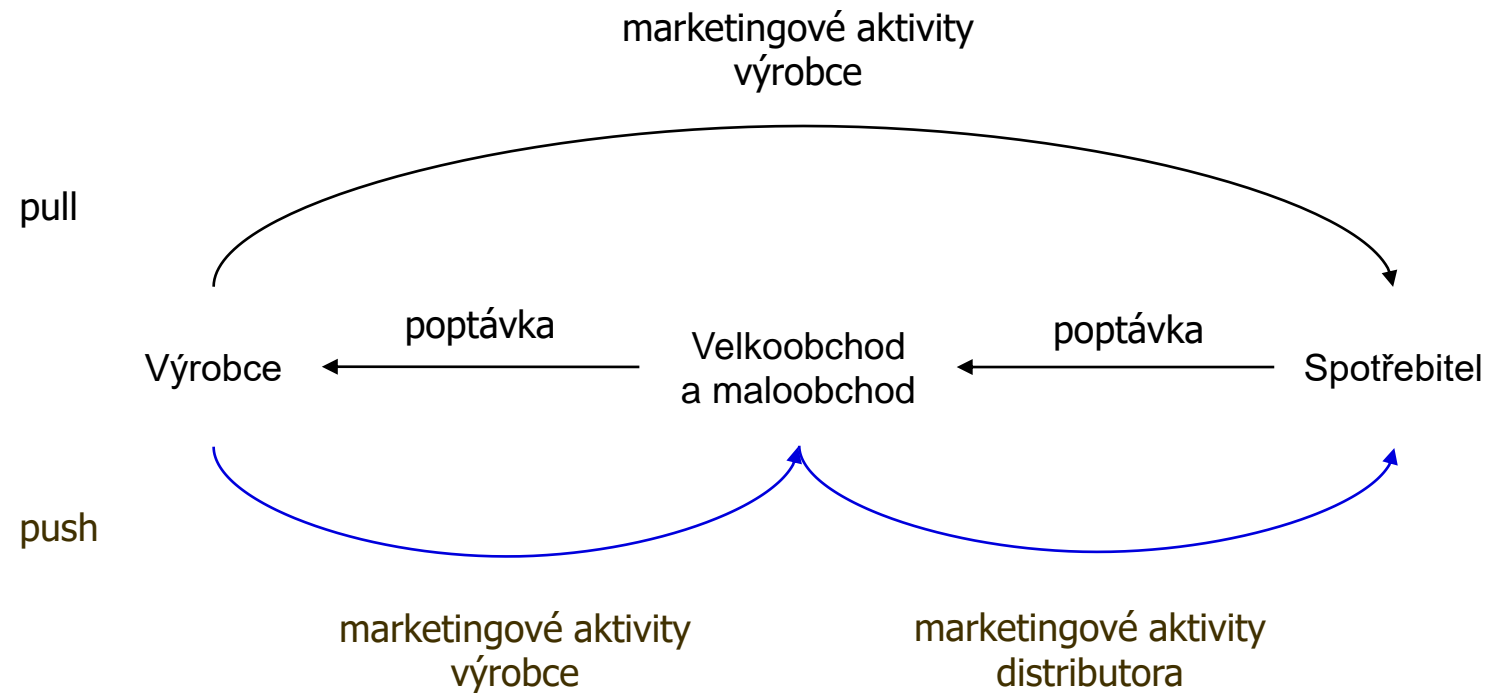 marketingové aktivity
výrobce
pull
poptávka
poptávka
Výrobce
Velkoobchod
a maloobchod
Spotřebitel
push
marketingové aktivity
výrobce
marketingové aktivity
distributora